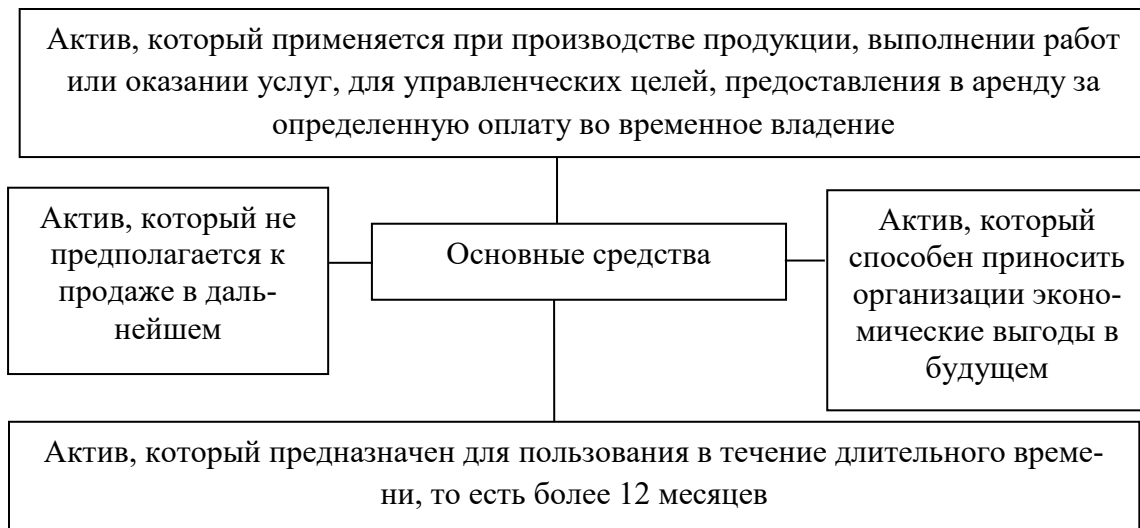 Актив, который применяется при производстве продукции, выполнении работ
или оказании услуг, для управленческих целей, предоставления в аренду за
определенную оплату во временное владение
Актив, который не
предполагается к
продаже в даль-
нейшем
Основные средства
Актив, который
способен приносить
организации эконо-
мические выгоды в
будущем
Актив, который предназначен для пользования в течение длительного време-
ни, то есть более 12 месяцев